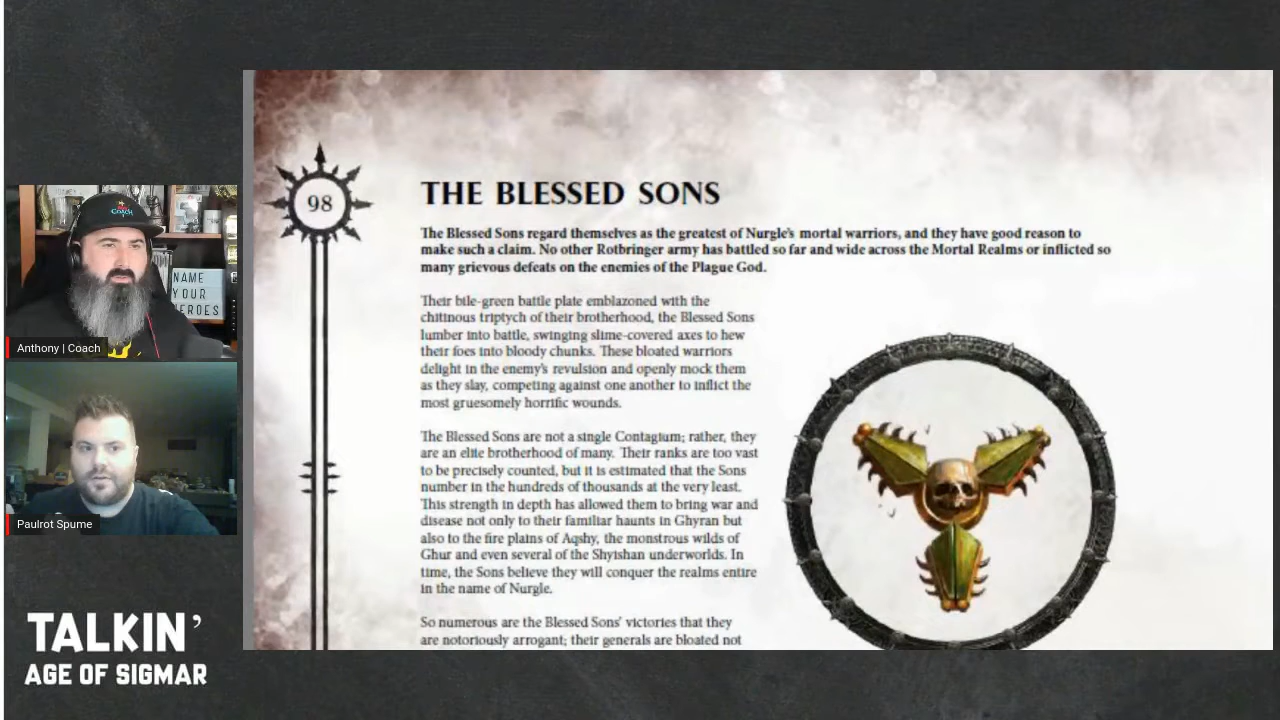 98
THE BLESSED SONS
The Blessed Sons regard themselves as the greatest of Nurgle's mortal warriors, and they have good reason to
make such a claim. No other Rotbringer army has battled so far and wide across the Mortal Realms or inflicted so
many grievous defeats on the enemies of the Plague God.
Their bile-green battle plate emblazoned with the
chitinous triptych of their brotherhood, the Blessed Sons
lumber into battle, swinging slime-covered axes to hew
their foes into bloody chunks. These bloated warriors
delight in the enemy's revulsion and openly mock them
as they slay, competing against one another to inflict the
most gruesomely horrific wounds.
The Blessed Sons are not a single Contagium; rather, they
are an elite brotherhood of many. Their ranks are too vast
to be precisely counted, but it is estimated that the Sons
number in the hundreds of thousands at the very least.
This strength in depth has allowed them to bring war and
disease not only to their familiar haunts in Ghyran but
also to the fire plains of Aqshy, the monstrous wilds of
Ghur and even several of the Shyishan underworlds. In
time, the Sons believe they will conquer the realms entire
in the name of Nurgle.
So numerous are the Blessed Sons' victories that they
are notoriously arrogant; their generals are bloated not
COACH
NAME
YOUR
HEROES
Anthony | Coach
Paulrot Spume
TALKIN'
AGE OF SIGMAR